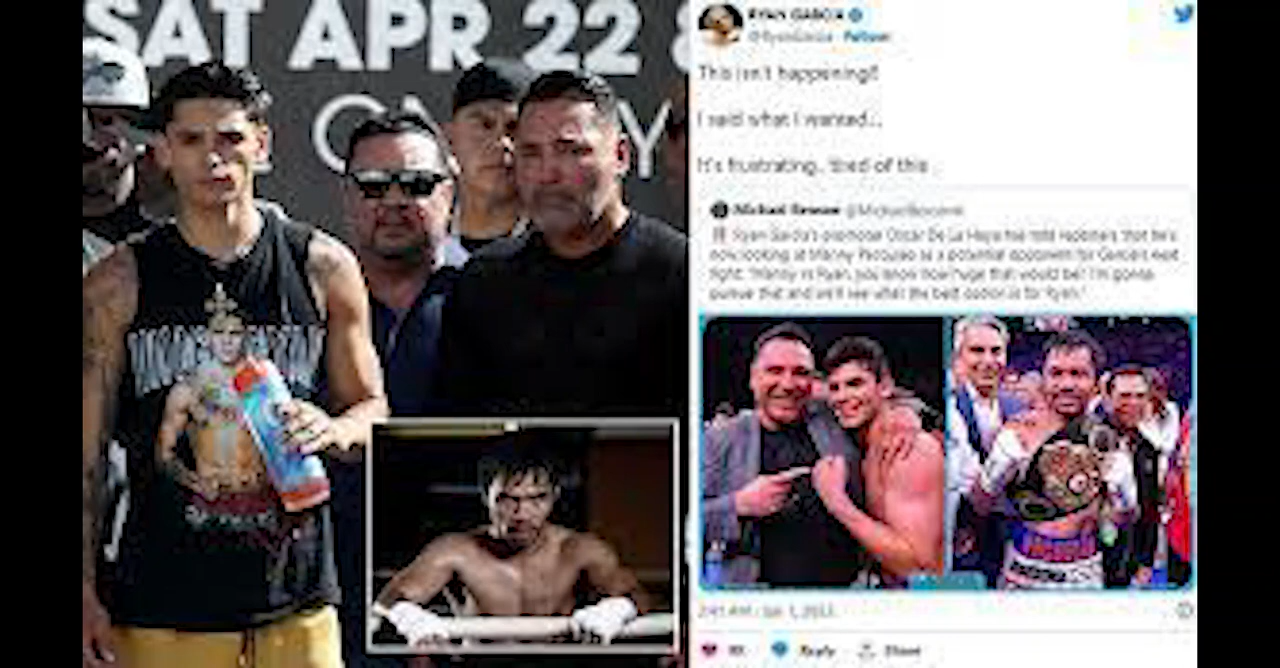 SAT APR 22 8
RYAN GARCIA
@RyanGarcia · Follow
This isn't happening!!
I said what I wanted...
It's frustrating.. tired of this
Michael Benson @MichaelBenson
Ryan Garcia's promoter Oscar De La Hoya has told reporters that he's
now looking at Manny Pacquiao as a potential opponent for Garcia's next
fight: "Manny vs Ryan, you know how huge that would be? I'm gonna
pursue that and we'll see what the best option is for Ryan."
Reply Share